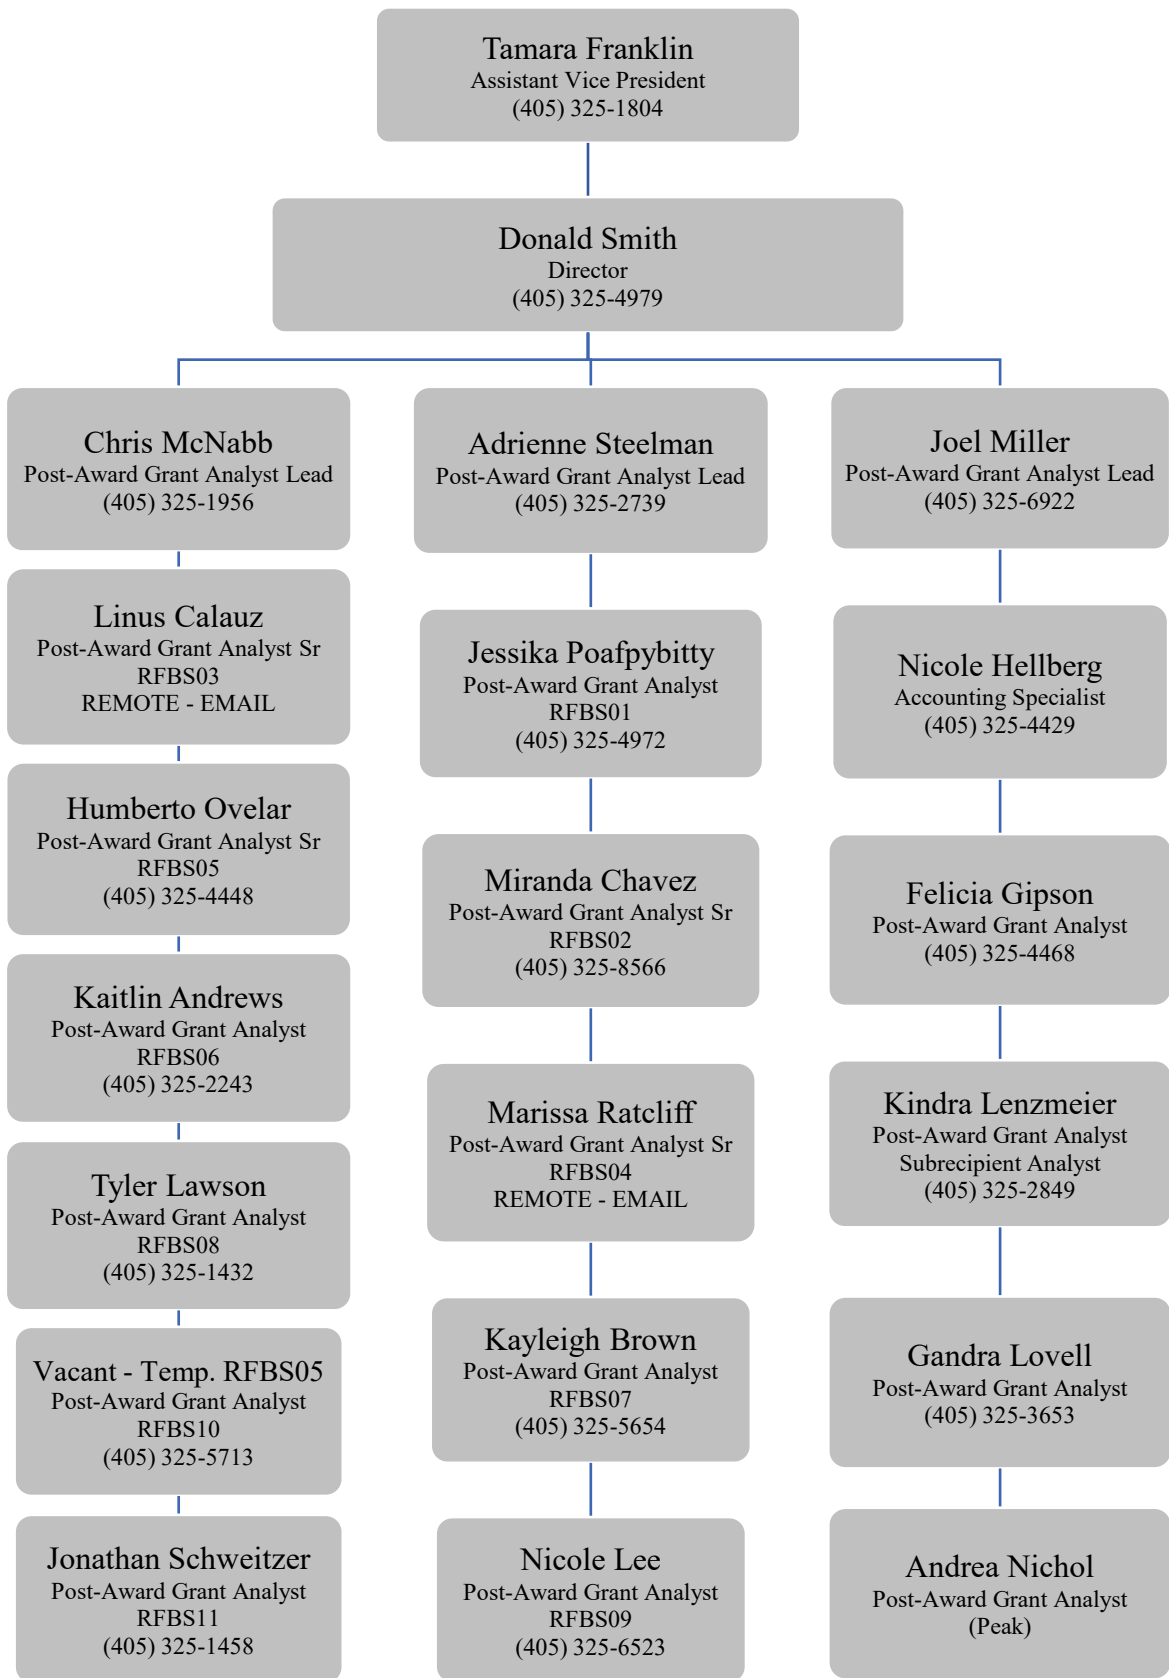 Tamara Franklin
Assistant Vice President
(405) 325-1804
Donald Smith
Director
(405) 325-4979
Chris McNabb
Post-Award Grant Analyst Lead
(405) 325-1956
Linus Calauz
Post-Award Grant Analyst Sr
RFBS03
REMOTE - EMAIL
Humberto Ovelar
Post-Award Grant Analyst Sr
RFBS05
(405) 325-4448
Kaitlin Andrews
Post-Award Grant Analyst
RFBS06
(405) 325-2243
Tyler Lawson
Post-Award Grant Analyst
RFBS08
(405) 325-1432
Vacant - Temp. RFBS05
Post-Award Grant Analyst
RFBS10
(405) 325-5713
Jonathan Schweitzer
Post-Award Grant Analyst
RFBS11
(405) 325-1458
Adrienne Steelman
Post-Award Grant Analyst Lead
(405) 325-2739
Jessika Poafpybitty
Post-Award Grant Analyst
RFBS01
(405) 325-4972
Miranda Chavez
Post-Award Grant Analyst Sr
RFBS02
(405) 325-8566
Marissa Ratcliff
Post-Award Grant Analyst Sr
RFBS04
REMOTE - EMAIL
Kayleigh Brown
Post-Award Grant Analyst
RFBS07
(405) 325-5654
Nicole Lee
Post-Award Grant Analyst
RFBS09
(405) 325-6523
Joel Miller
Post-Award Grant Analyst Lead
(405) 325-6922
Nicole Hellberg
Accounting Specialist
(405) 325-4429
Felicia Gipson
Post-Award Grant Analyst
(405) 325-4468
Kindra Lenzmeier
Post-Award Grant Analyst
Subrecipient Analyst
(405) 325-2849
Gandra Lovell
Post-Award Grant Analyst
(405) 325-3653
Andrea Nichol
Post-Award Grant Analyst
(Peak)